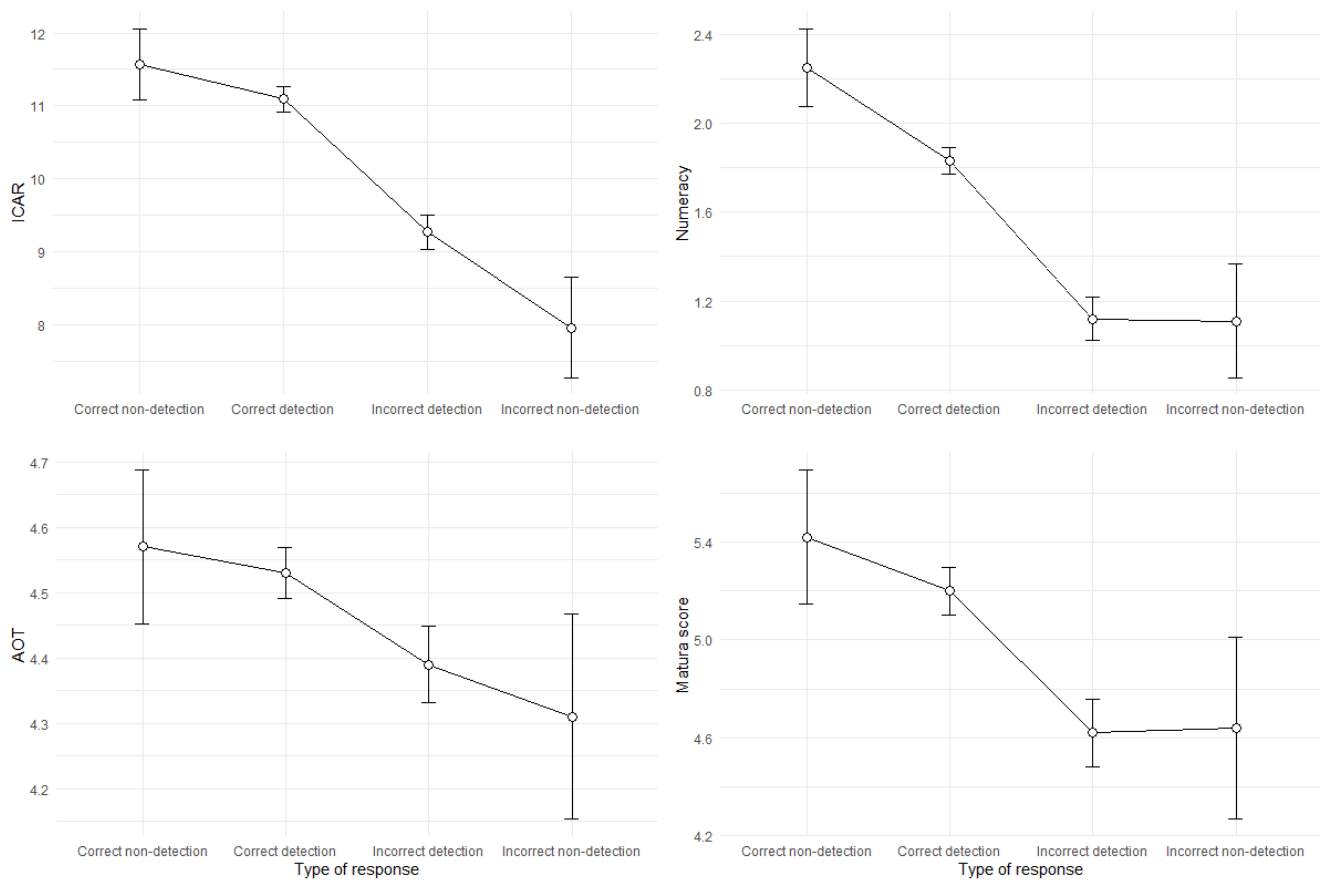 12
11
10
9
8
ICAR
Correct non-detection Correct detection Incorrect detection Incorrect non-detection
2.4
2.0
1.6
1.2
0.8
Numeracy
Correct non-detection Correct detection Incorrect detection Incorrect non-detection
4.7
4.6
4.5
4.4
4.3
4.2
AOT
Correct non-detection Correct detection Incorrect detection Incorrect non-detection
Type of response
5.4
5.0
4.6
4.2
Matura score
Correct non-detection Correct detection Incorrect detection Incorrect non-detection
Type of response